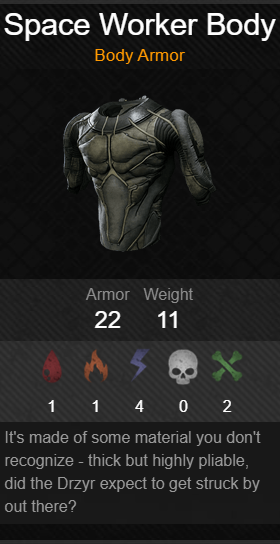 Space Worker Body
Body Armor
Armor Weight
22 11
1 1 4 0 2
It's made of some material you don't
recognize - thick but highly pliable,
did the Drzyr expect to get struck by
out there?